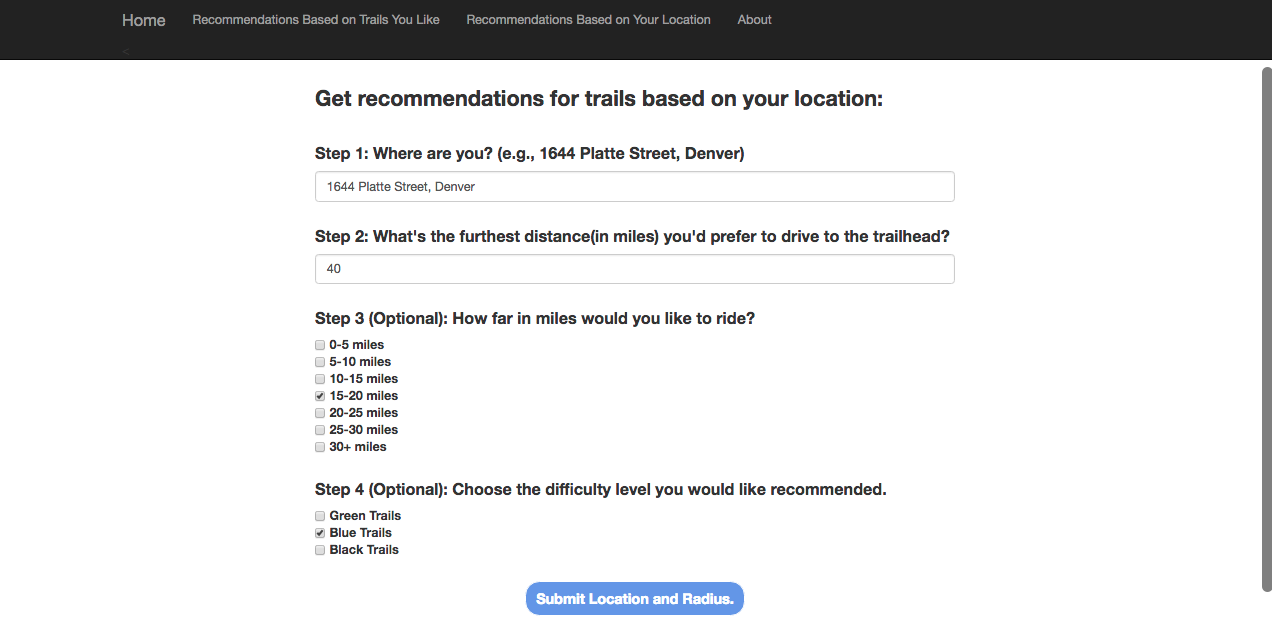 Home Recommendations Based on Trails You Like Recommendations Based on Your Location About
<
Get recommendations for trails based on your location:
Step 1: Where are you? (e.g., 1644 Platte Street, Denver)
1644 Platte Street, Denver
Step 2: What's the furthest distance(in miles) you'd prefer to drive to the trailhead?
40
Step 3 (Optional): How far in miles would you like to ride?
0-5 miles
5-10 miles
10-15 miles
15-20 miles
20-25 miles
25-30 miles
30+ miles
Step 4 (Optional): Choose the difficulty level you would like recommended.
Green Trails
Blue Trails
Black Trails
Submit Location and Radius.